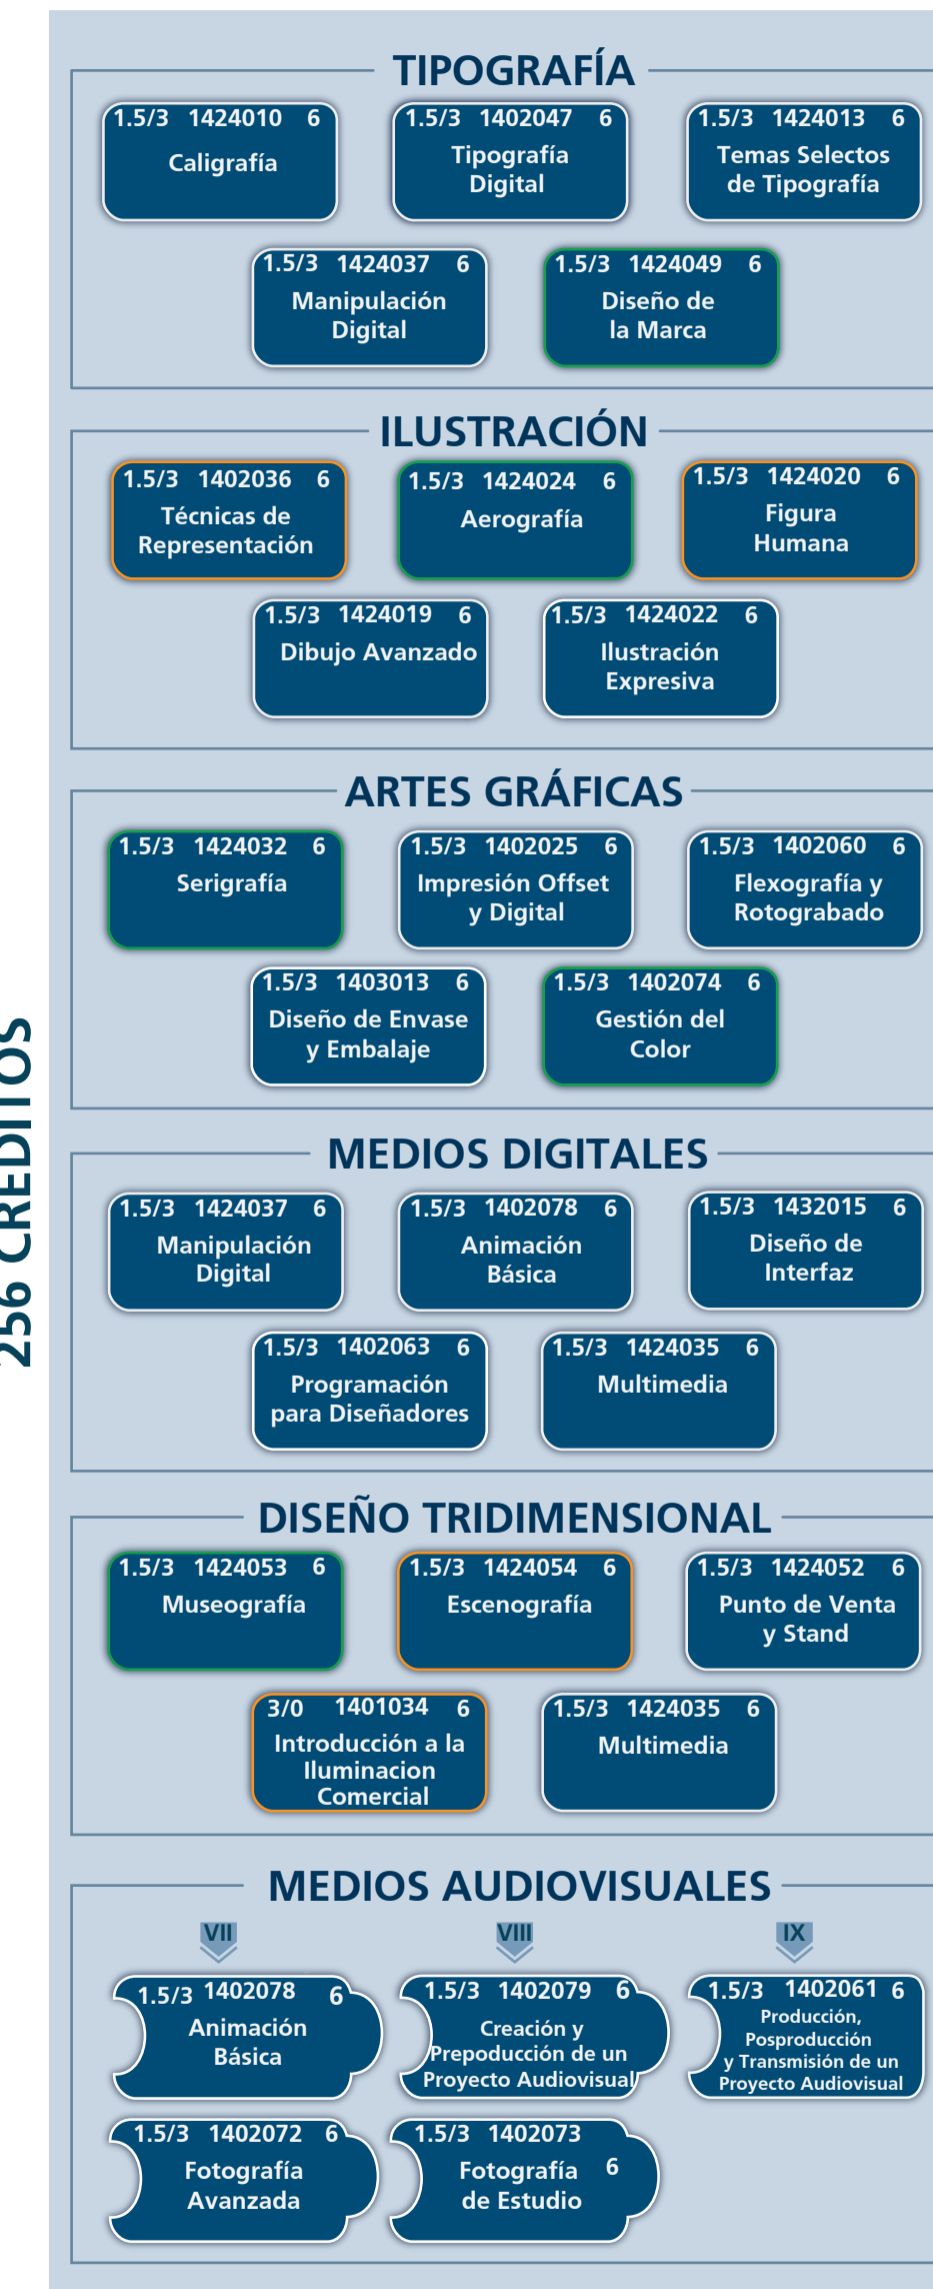 TIPOGRAFÍA
1.5/3 1424010 6
Caligrafía
1.5/3 1402047 6
Tipografía
Digital
1.5/3 1424013 6
Temas Selectos
de Tipografía
1.5/3 1424037 6
Manipulación
Digital
1.5/3 1424049 6
Diseño de
la Marca
ILUSTRACIÓN
1.5/3 1402036 6
Técnicas de
Representación
1.5/3 1424024 6
Aerografía
1.5/3 1424020 6
Figura
Humana
1.5/3 1424019 6
Dibujo Avanzado
1.5/3 1424022 6
Ilustración
Expresiva
ARTES GRÁFICAS
1.5/3 1424032 6
Serigrafía
1.5/3 1402025 6
Impresión Offset
y Digital
1.5/3 1402060 6
Flexografía y
Rotograbado
1.5/3 1403013 6
Diseño de Envase
y Embalaje
1.5/3 1402074 6
Gestión del
Color
256 CREDITOS
MEDIOS DIGITALES
1.5/3 1424037 6
Manipulación
Digital
1.5/3 1402078 6
Animación
Básica
1.5/3 1432015 6
Diseño de
Interfaz
1.5/3 1402063 6
Programación
para Diseñadores
1.5/3 1424035 6
Multimedia
DISEÑO TRIDIMENSIONAL
1.5/3 1424053 6
Museografía
1.5/3 1424054 6
Escenografía
1.5/3 1424052 6
Punto de Venta
y Stand
3/0 1401034 6
Introducción a la
Iluminacion
Comercial
1.5/3 1424035 6
Multimedia
MEDIOS AUDIOVISUALES
VII
VIII
IX
1.5/3 1402078 6
Animación
Básica
1.5/3 1402079 6
Creación y
Prepoducción de un
Proyecto Audiovisual
1.5/3 1402061 6
Producción,
Posproducción
y Transmisión de un
Proyecto Audiovisual
1.5/3 1402072 6
Fotografía
Avanzada
1.5/3 1402073
Fotografía 6
de Estudio